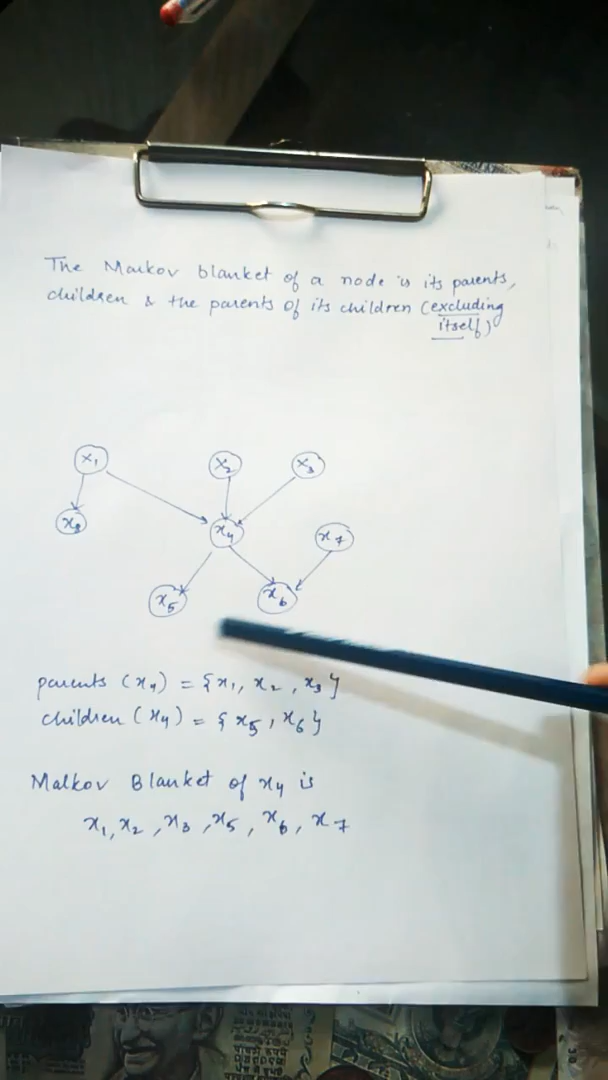 The Markov blanket of a node is its parents,
children & the parents of its children (excluding
itself)
x1 x2 x3
x8 x4 x7
x5 x6
parents (x4) = {x1, x2, x3}
children (x4) = {x5, x6}
Malkov Blanket of x4 is
x1, x2, x3, x5, x6, x7